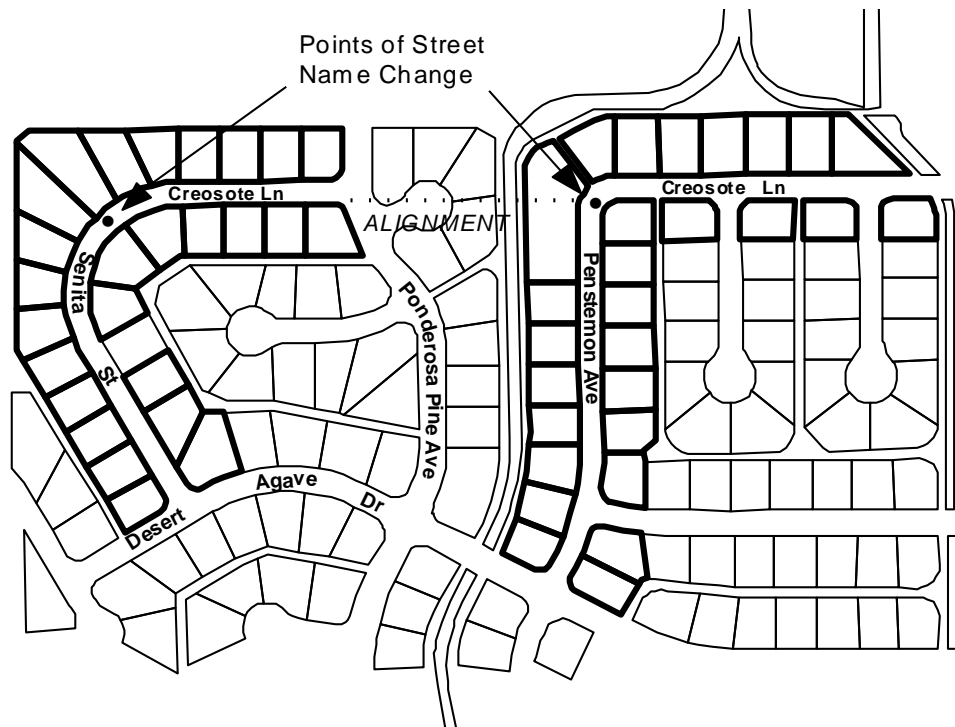 Points of Street
Name Change
Creosote Ln
Creosote Ln
ALIGNMENT
Senita St
Ponderosa Pine Ave
Penstemon Ave
Desert Agave Dr